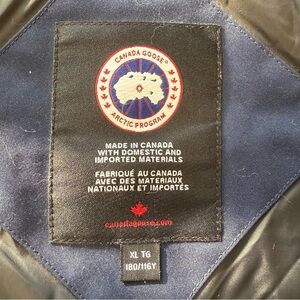 CANADA GOOSE®
ARCTIC PROGRAM
MADE IN CANADA
WITH DOMESTIC AND
IMPORTED MATERIALS
FABRIQUÉ AU CANADA
AVEC DES MATERIAUX
NATIONAUX ET IMPORTÉS
canadagoose.com
XL TG
180/116Y